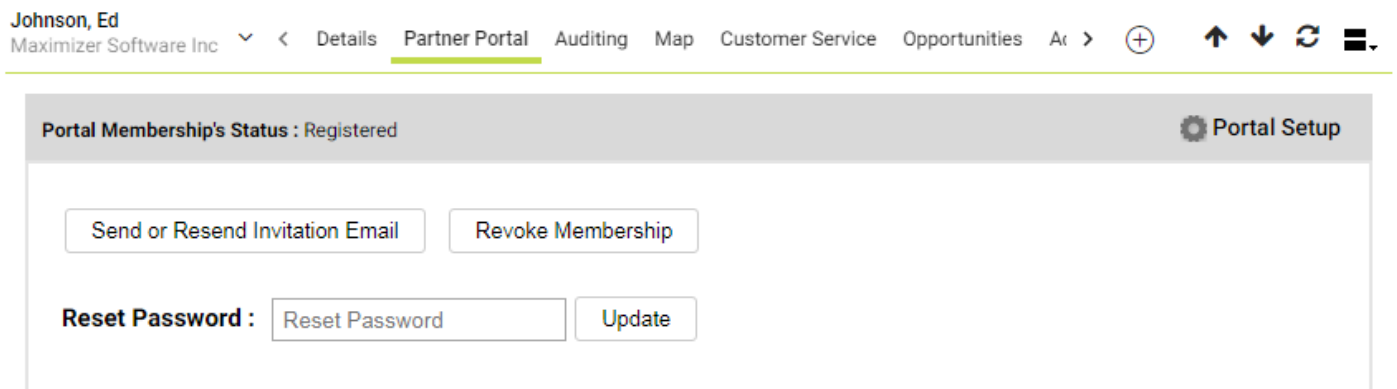 Johnson, Ed
Maximizer Software Inc
Details Partner Portal Auditing Map Customer Service Opportunities
Portal Membership's Status : Registered
Portal Setup
Send or Resend Invitation Email Revoke Membership
Reset Password : Reset Password Update